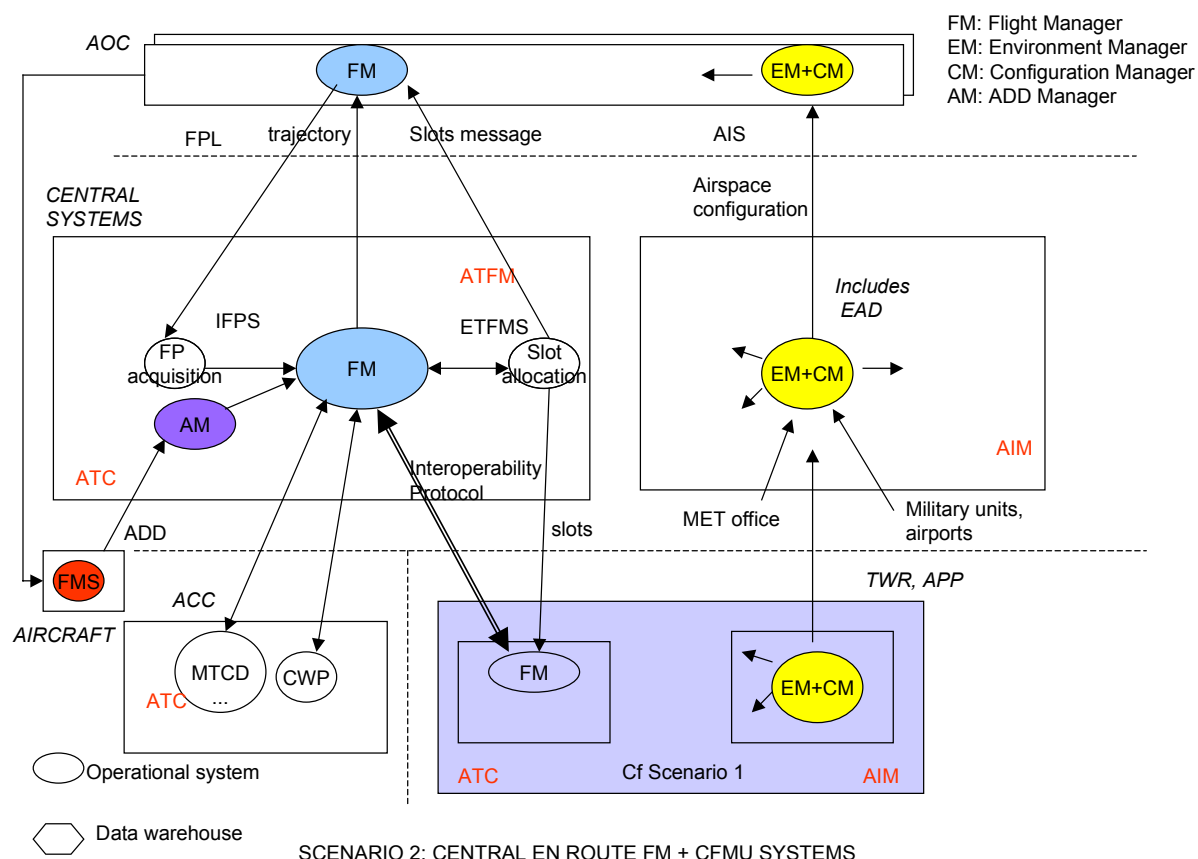 AOC
FM
EM+CM
FM: Flight Manager
EM: Environment Manager
CM: Configuration Manager
AM: ADD Manager
FPL
trajectory
Slots message
AIS
CENTRAL
SYSTEMS
Airspace
configuration
ATFM
Includes
EAD
IFPS
ETFMS
FP
acquisition
FM
Slot
allocation
EM+CM
AM
AIM
ATC
Interoperability
Protocol
MET office
Military units,
airports
ADD
slots
FMS
ACC
TWR, APP
AIRCRAFT
MTCD
...
CWP
FM
EM+CM
ATC
Operational system
ATC
Cf Scenario 1
AIM
Data warehouse
SCENARIO 2: CENTRAL EN ROUTE FM + CFMU SYSTEMS